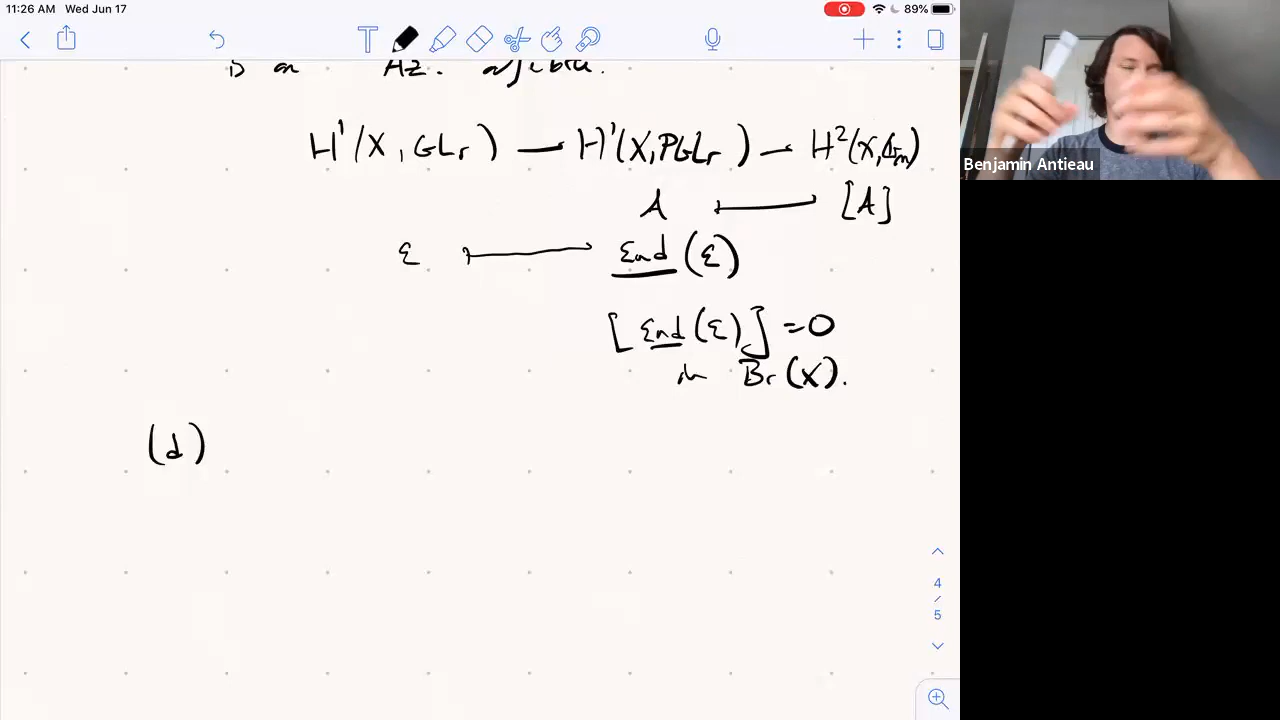 11:26 AM Wed Jun 17
89%
is an Az. algebra.
H¹(X, GLr) — H¹(X, PGLr) — H²(X, Gm)
A ⟼ [A]
ℰ ⟼ End(ℰ)
[End(ℰ)] = 0
in Br(X).
(d)
4
/
5
Benjamin Antieau